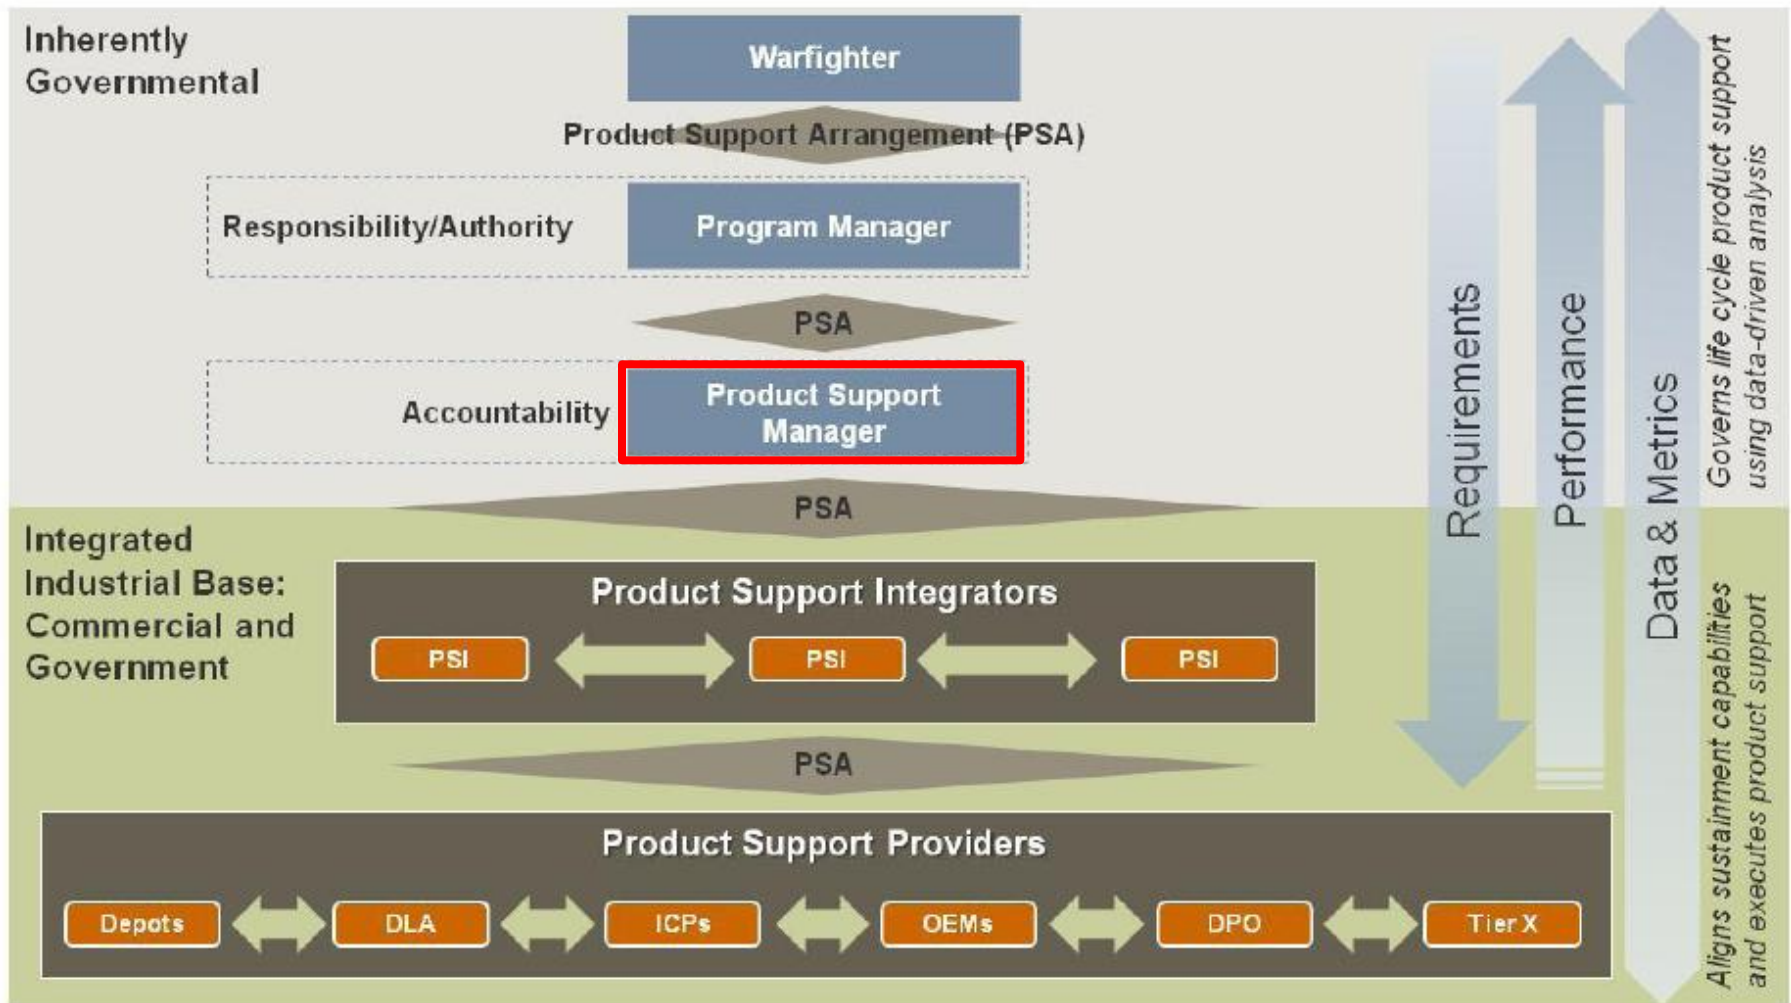 Inherently
Governmental
Warfighter
Product Support Arrangement (PSA)
Responsibility/Authority
Program Manager
PSA
Accountability
Product Support
Manager
PSA
Integrated
Industrial Base:
Commercial and
Government
Product Support Integrators
PSI
PSI
PSI
PSA
Product Support Providers
Depots
DLA
ICPs
OEMs
DPO
Tier X
Requirements
Performance
Data & Metrics
Governs life cycle product support
using data-driven analysis
Aligns sustainment capabilities
and executes product support